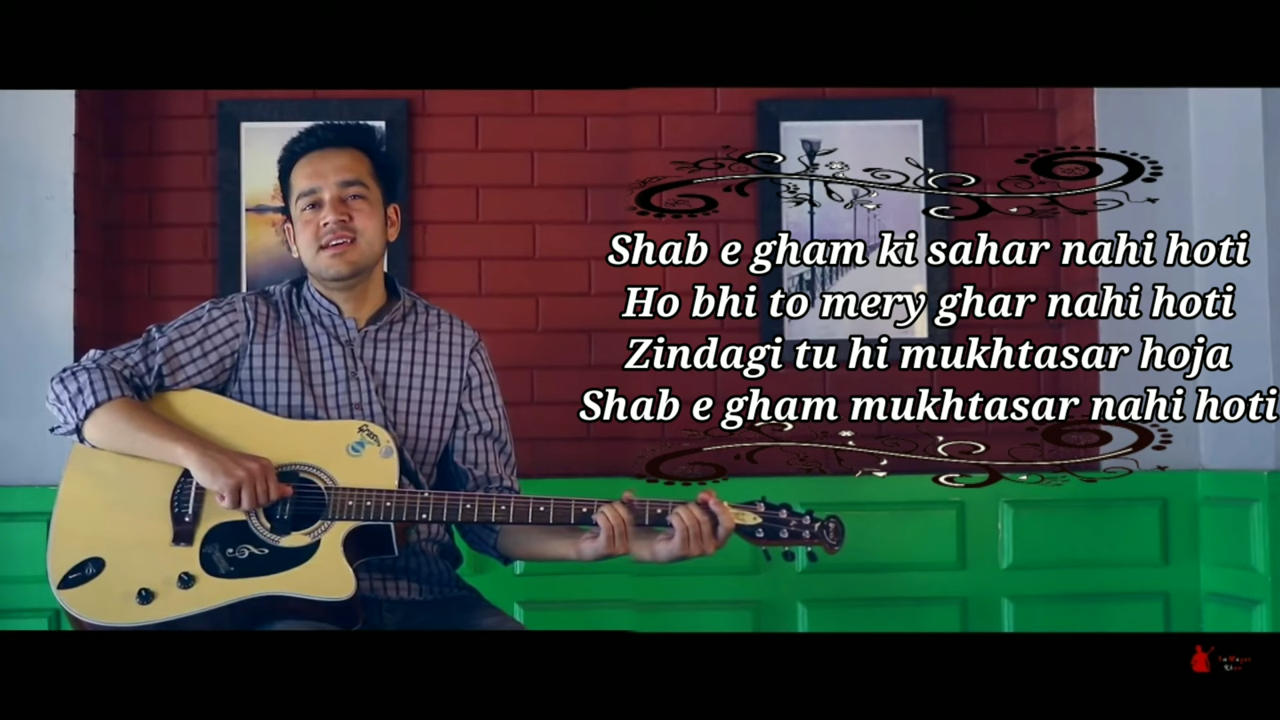 Shab e gham ki sahar nahi hoti
Ho bhi to mery ghar nahi hoti
Zindagi tu hi mukhtasar hoja
Shab e gham mukhtasar nahi hoti